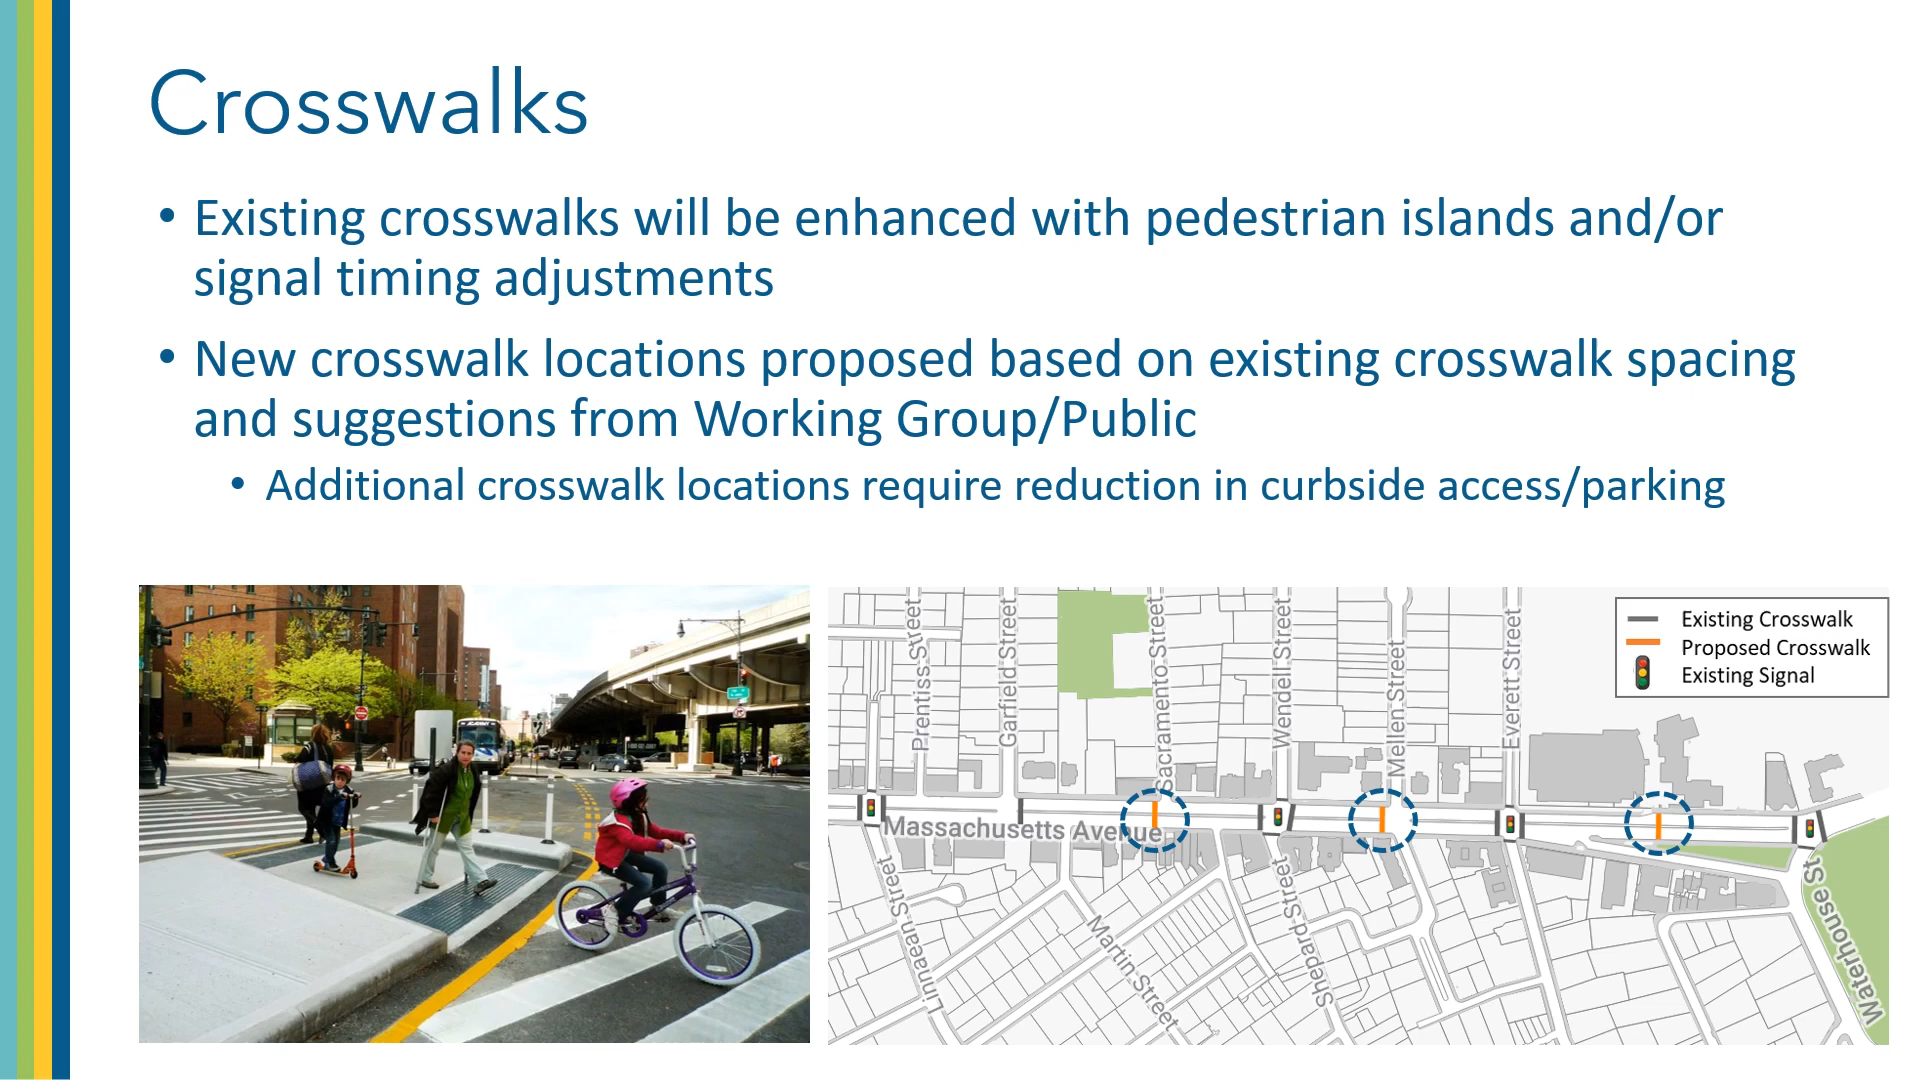 Crosswalks
• Existing crosswalks will be enhanced with pedestrian islands and/or
signal timing adjustments
• New crosswalk locations proposed based on existing crosswalk spacing
and suggestions from Working Group/Public
• Additional crosswalk locations require reduction in curbside access/parking
Existing Crosswalk
Proposed Crosswalk
Existing Signal
Prentiss Street
Garfield Street
Sacramento Street
Wendell Street
Mellen Street
Everett Street
Massachusetts Avenue
Linnaean Street
Martin Street
Shepard Street
Waterhouse St